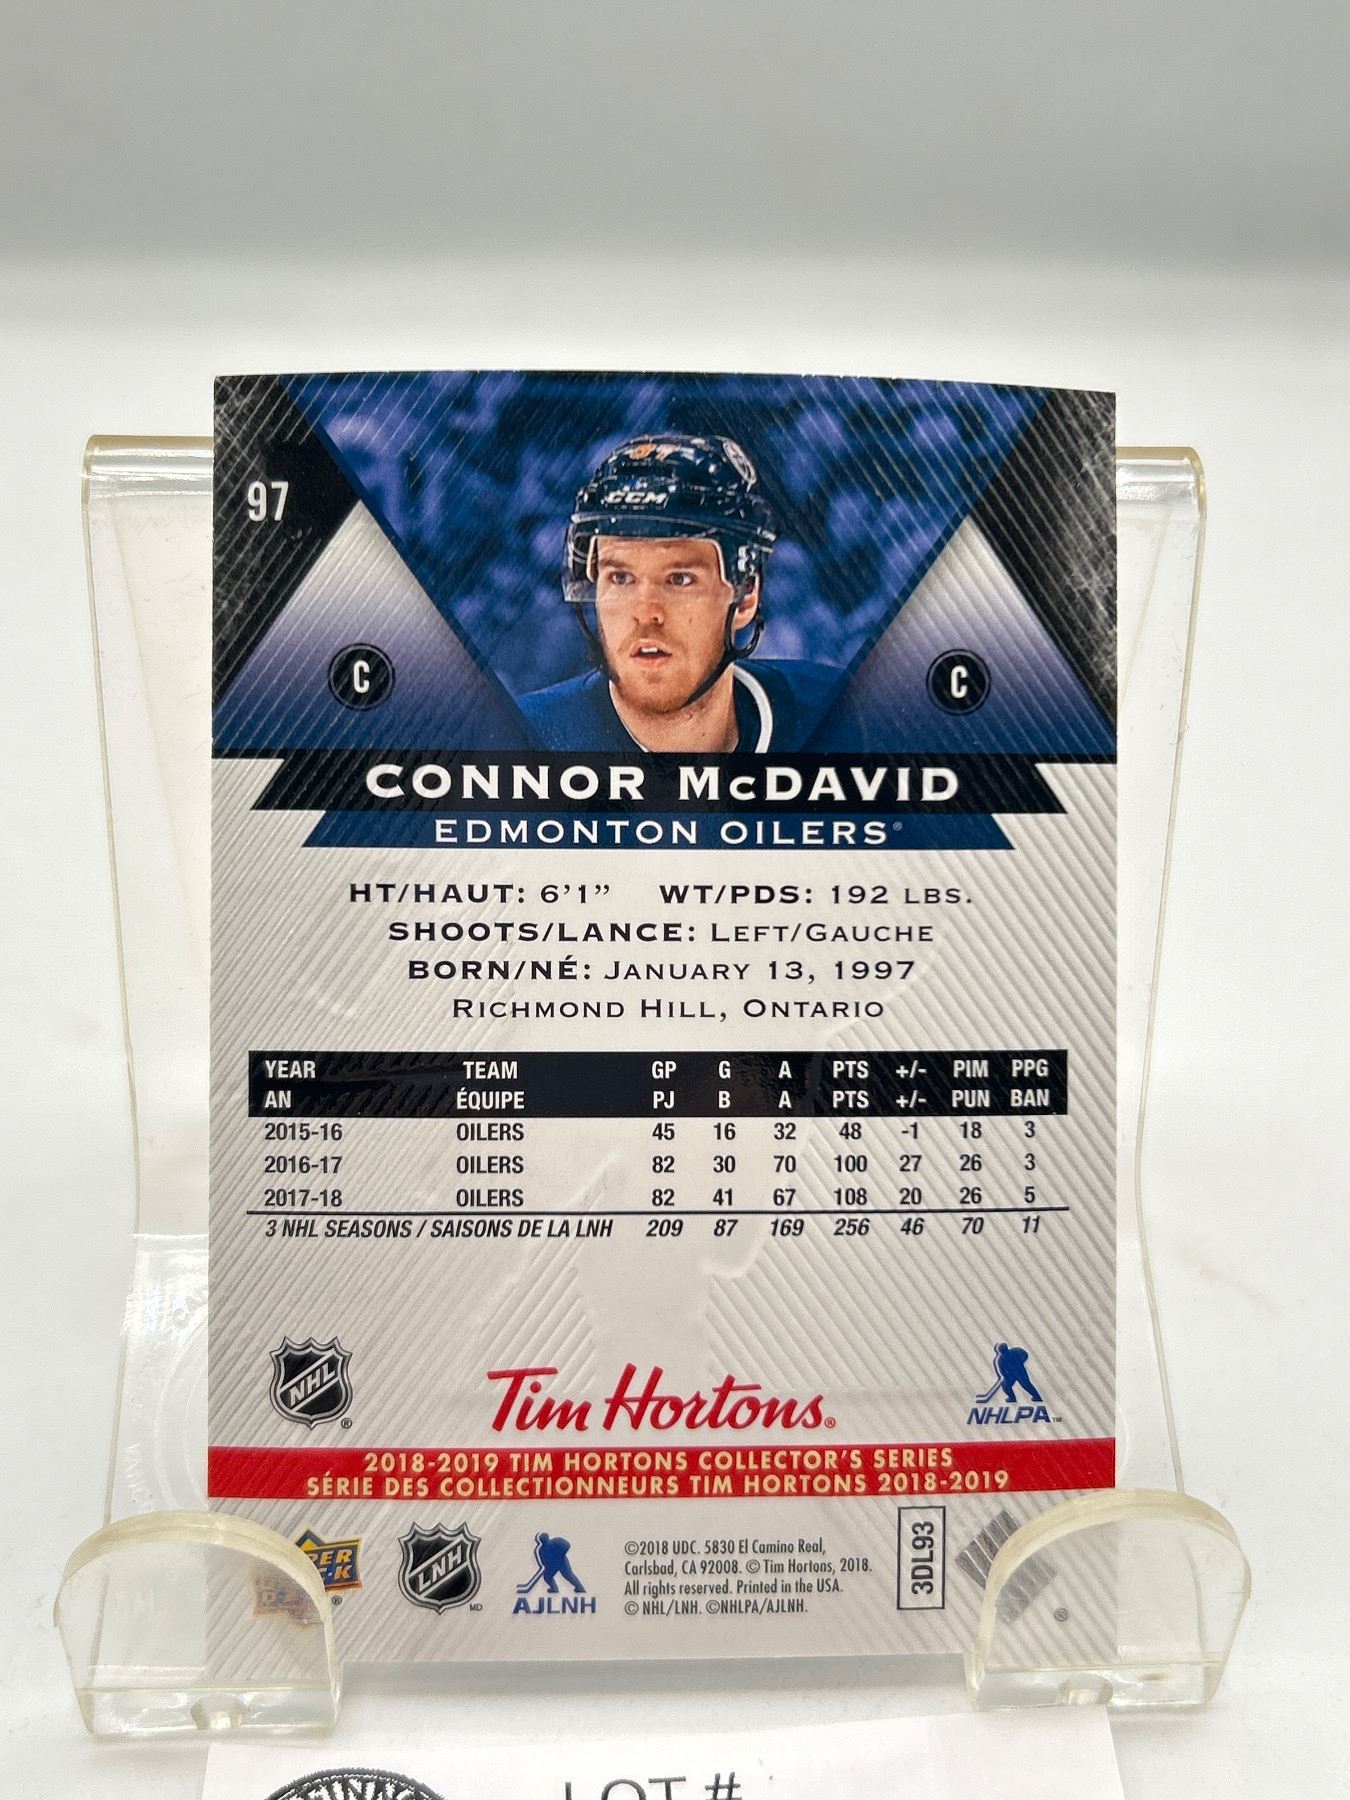 97
CCM
C
C
CONNOR McDAVID
EDMONTON OILERS®
HT/HAUT: 6'1" WT/PDS: 192 LBS.
SHOOTS/LANCE: LEFT/GAUCHE
BORN/NÉ: JANUARY 13, 1997
RICHMOND HILL, ONTARIO
YEAR TEAM GP G A PTS +/- PIM PPG
AN ÉQUIPE PJ B A PTS +/- PUN BAN
2015-16 OILERS 45 16 32 48 -1 18 3
2016-17 OILERS 82 30 70 100 27 26 3
2017-18 OILERS 82 41 67 108 20 26 5
3 NHL SEASONS / SAISONS DE LA LNH 209 87 169 256 46 70 11
NHL®
Tim Hortons®
NHLPA™
2018-2019 TIM HORTONS COLLECTOR'S SERIES
SÉRIE DES COLLECTIONNEURS TIM HORTONS 2018-2019
LNH MD
AJLNH
©2018 UDC. 5830 El Camino Real,
Carlsbad, CA 92008. © Tim Hortons, 2018.
All rights reserved. Printed in the USA.
© NHL/LNH. ©NHLPA/AJLNH.
3DL93
®
LOT #